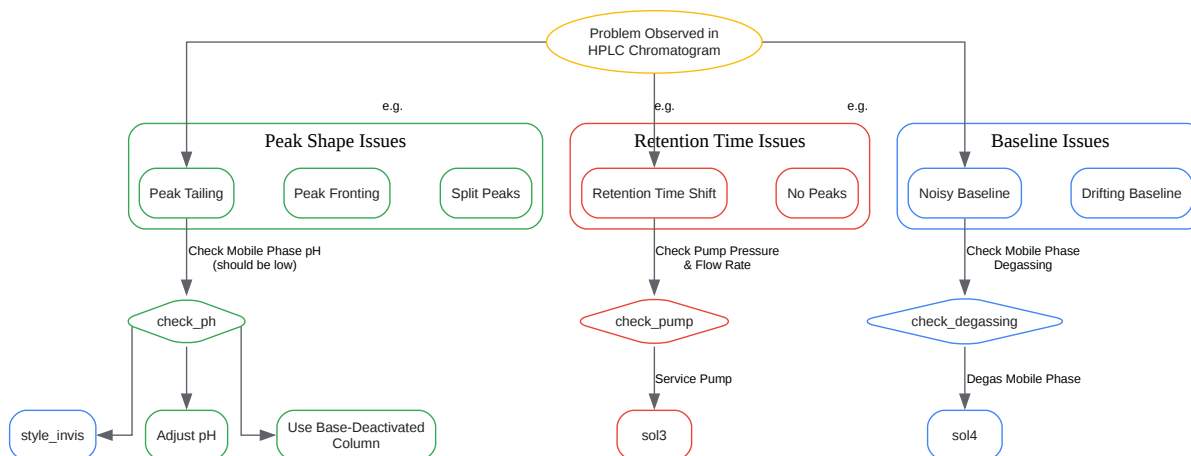 Problem Observed in
HPLC Chromatogram
e.g.
e.g.
e.g.
Peak Shape Issues
Retention Time Issues
Baseline Issues
Peak Tailing
Peak Fronting
Split Peaks
Retention Time Shift
No Peaks
Noisy Baseline
Drifting Baseline
Check Mobile Phase pH
(should be low)
Check Pump Pressure
& Flow Rate
Check Mobile Phase
Degassing
check_ph
check_pump
check_degassing
Service Pump
Degas Mobile Phase
style_invis
Adjust pH
Use Base-Deactivated
Column
sol3
sol4